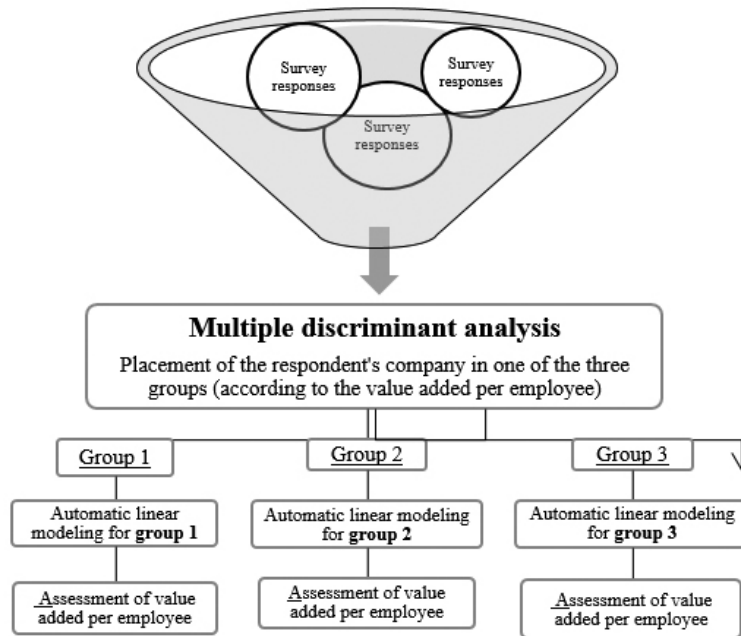 Survey
responses
Survey
responses
Survey
responses
Multiple discriminant analysis
Placement of the respondent's company in one of the three
groups (according to the value added per employee)
Group 1
Group 2
Group 3
Automatic linear
modeling for group 1
Automatic linear modeling
for group 2
Automatic linear modeling
for group 3
Assessment of value
added per employee
Assessment of value
added per employee
Assessment of value
added per employee